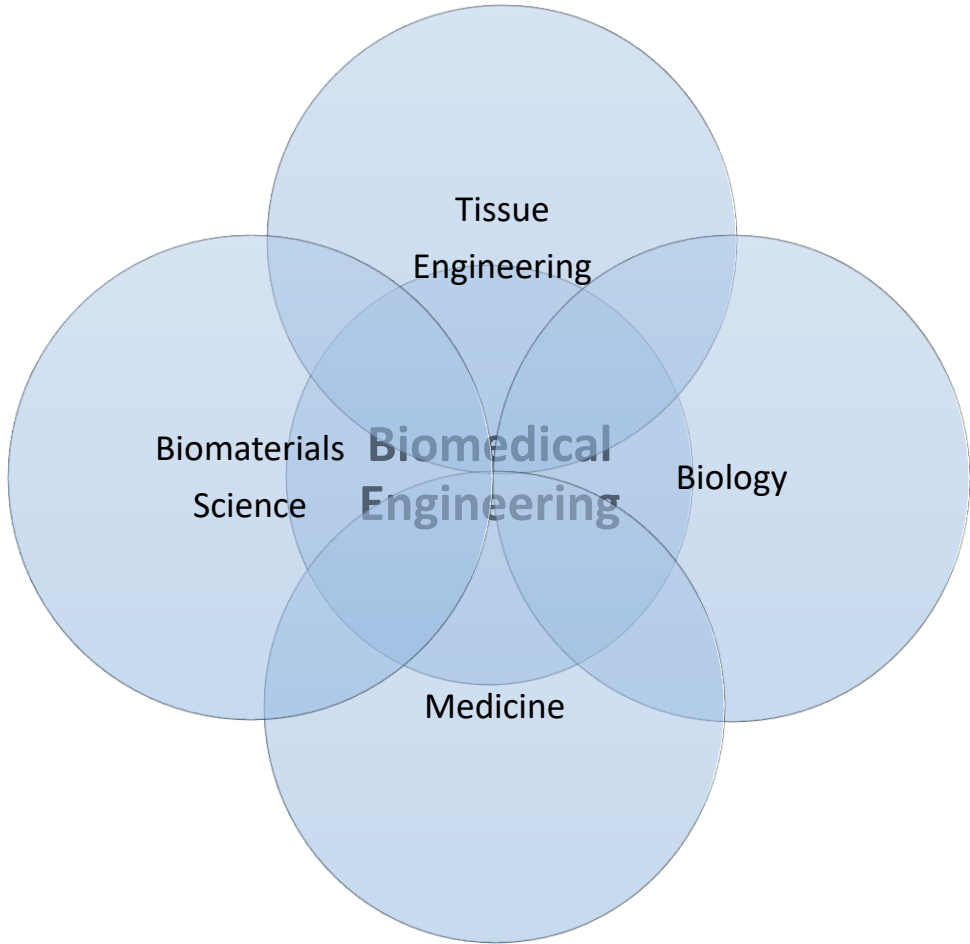 Tissue
Engineering
Biomaterials
Science
Biomedical
Engineering
Biology
Medicine